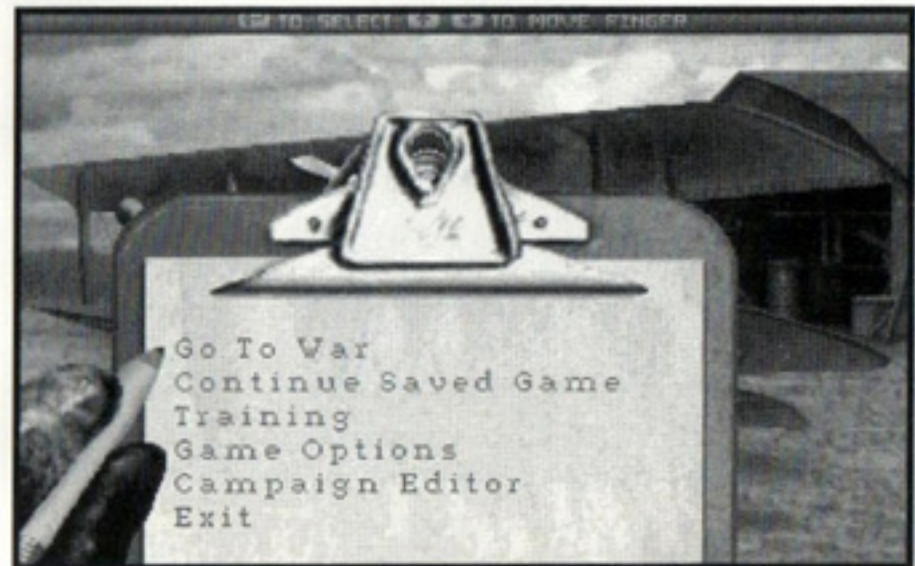 TO SELECT TO MOVE FINGER
Go To War
Continue Saved Game
Training
Game Options
Campaign Editor
Exit